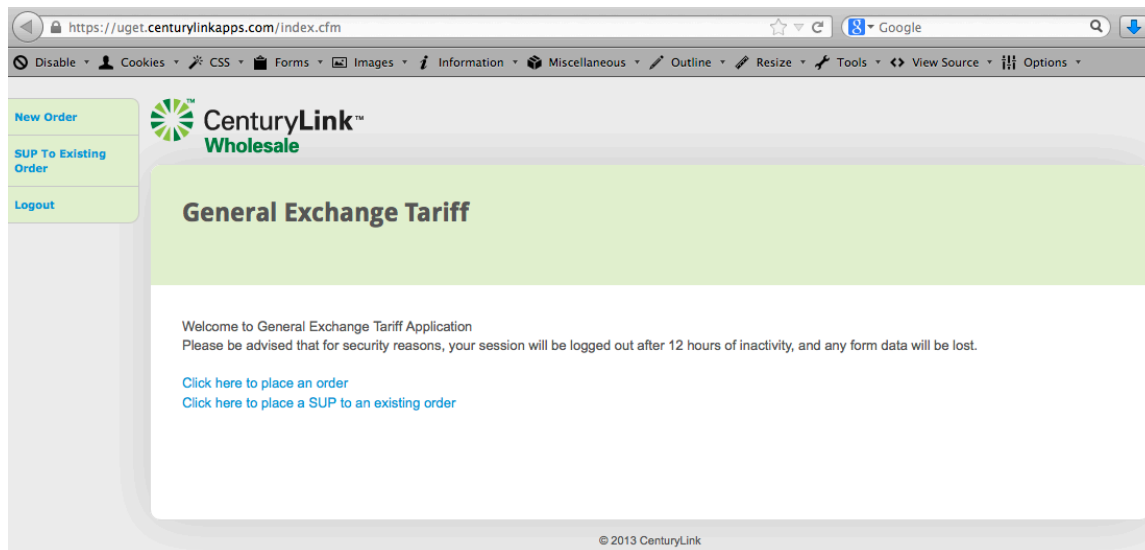 https://uget.centurylinkapps.com/index.cfm
Google
Disable Cookies CSS Forms Images Information Miscellaneous Outline Resize Tools View Source Options
New Order
SUP To Existing
Order
Logout
CenturyLink™
Wholesale
General Exchange Tariff
Welcome to General Exchange Tariff Application
Please be advised that for security reasons, your session will be logged out after 12 hours of inactivity, and any form data will be lost.
Click here to place an order
Click here to place a SUP to an existing order
© 2013 CenturyLink